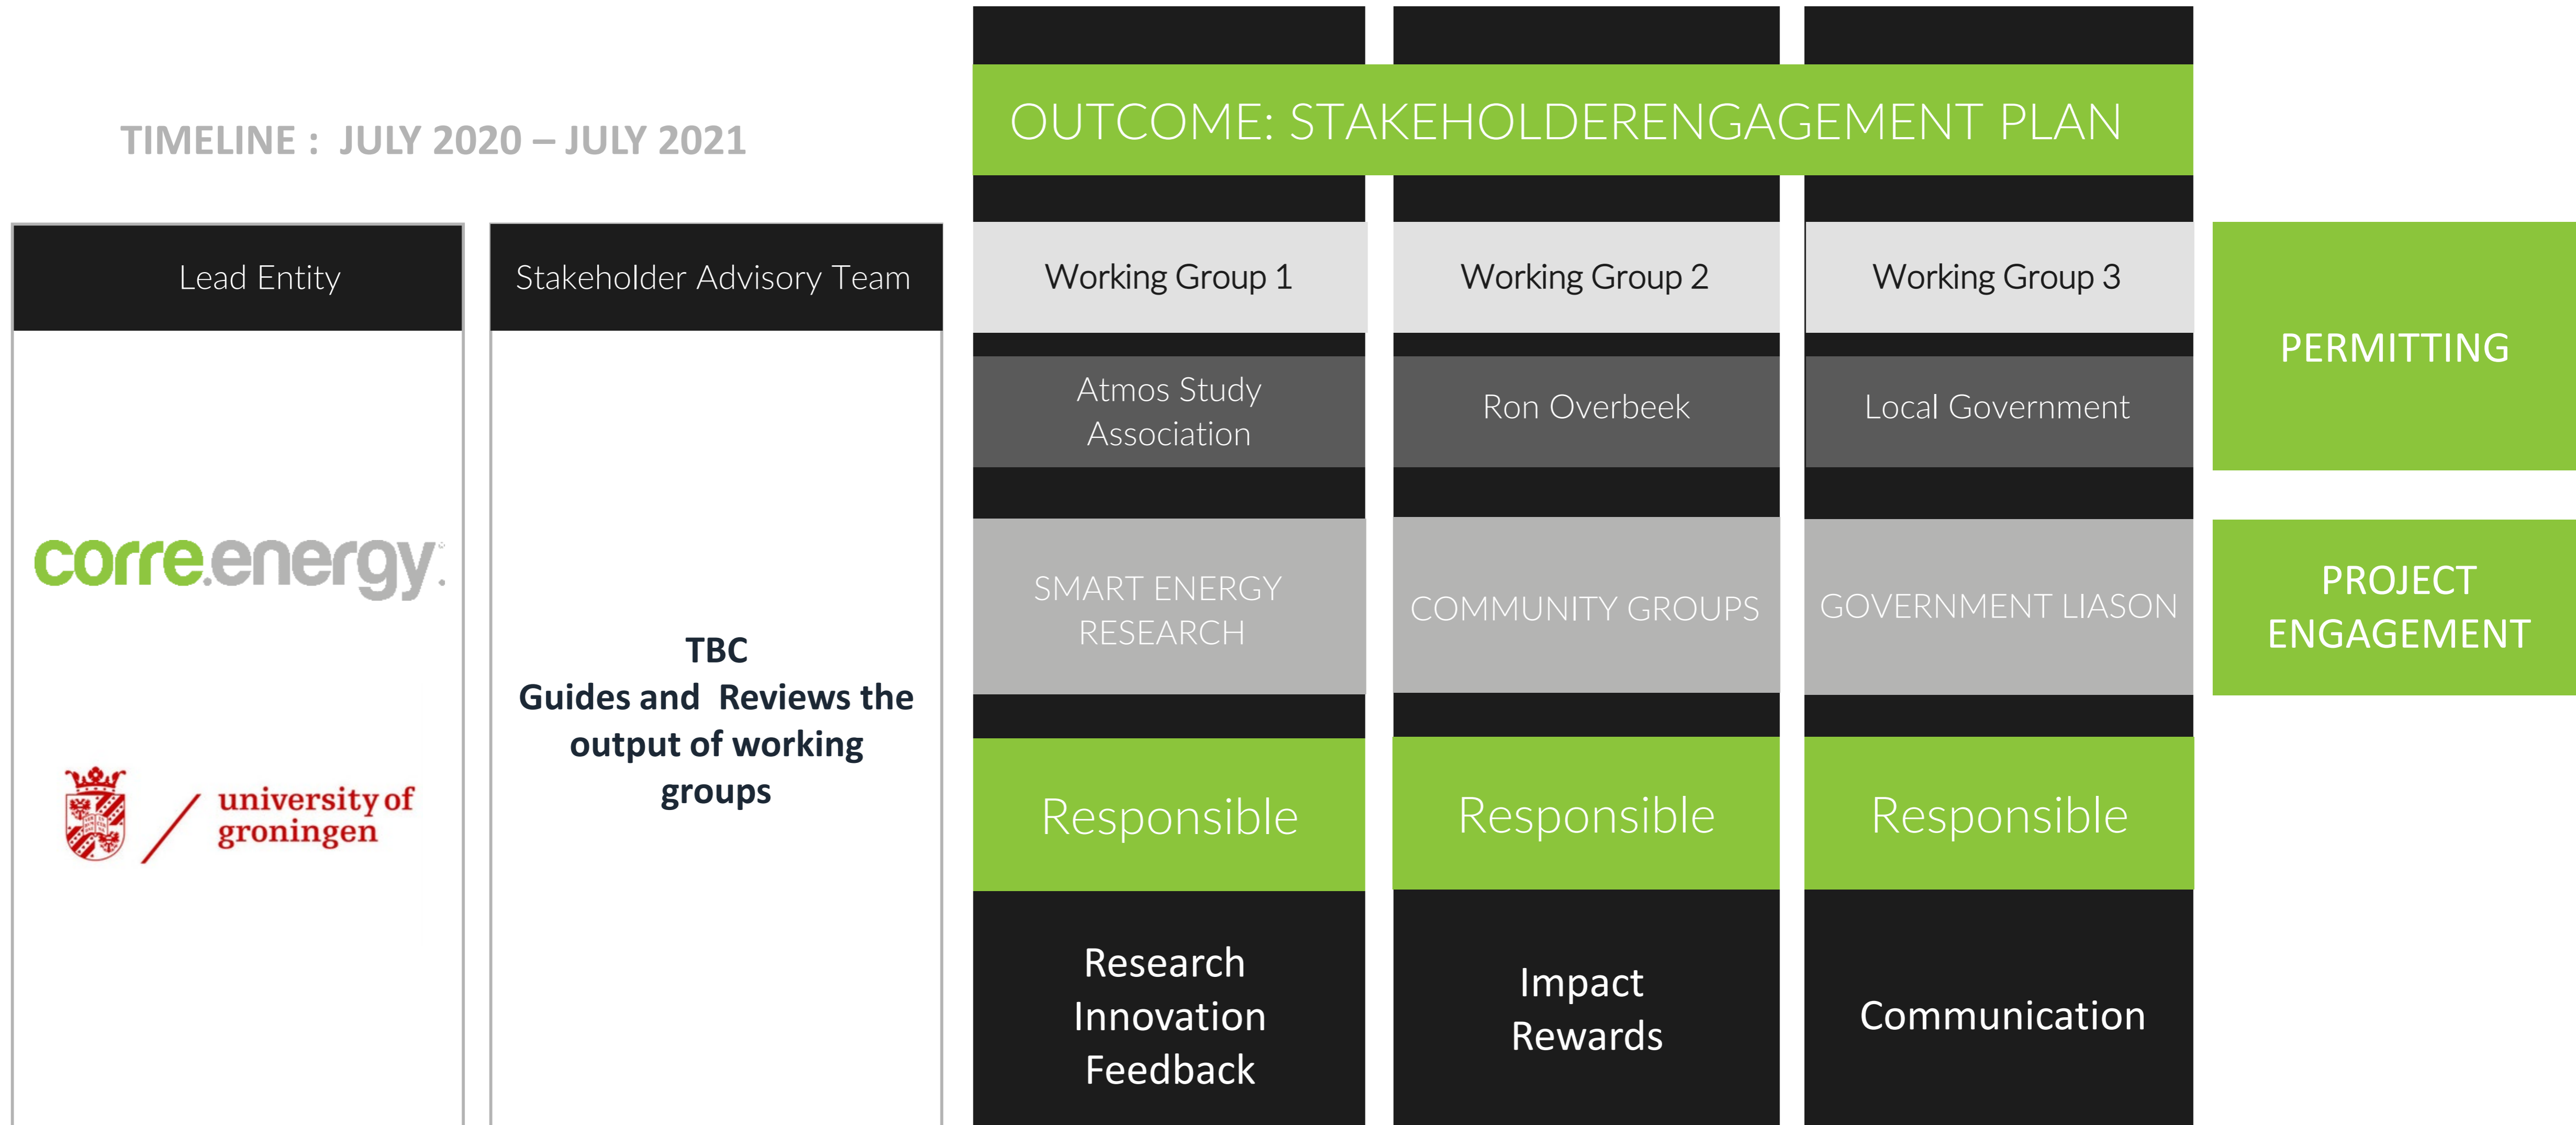 TIMELINE : JULY 2020 – JULY 2021
OUTCOME: STAKEHOLDERENGAGEMENT PLAN
Lead Entity
corre.energy
university of
groningen
Stakeholder Advisory Team
TBC
Guides and Reviews the
output of working
groups
Working Group 1
Atmos Study
Association
SMART ENERGY
RESEARCH
Responsible
Research
Innovation
Feedback
Working Group 2
Ron Overbeek
COMMUNITY GROUPS
Responsible
Impact
Rewards
Working Group 3
Local Government
GOVERNMENT LIASON
Responsible
Communication
PERMITTING
PROJECT
ENGAGEMENT